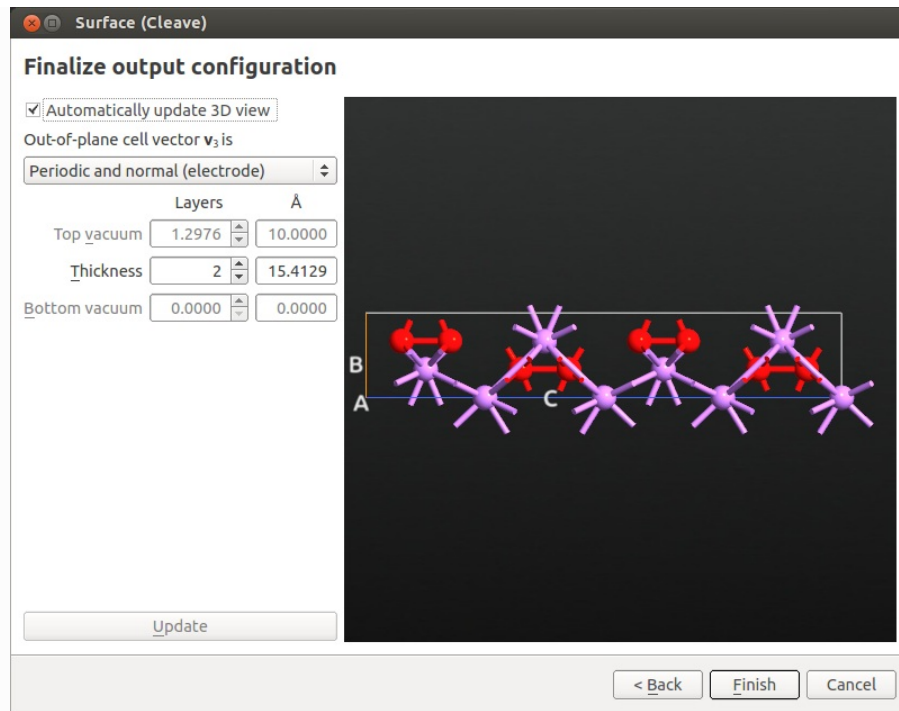 Surface (Cleave)
Finalize output configuration
Automatically update 3D view
Out-of-plane cell vector v₃ is
Periodic and normal (electrode)
Layers Å
Top vacuum 1.2976 10.0000
Thickness 2 15.4129
Bottom vacuum 0.0000 0.0000
B
A
C
Update
< Back Finish Cancel